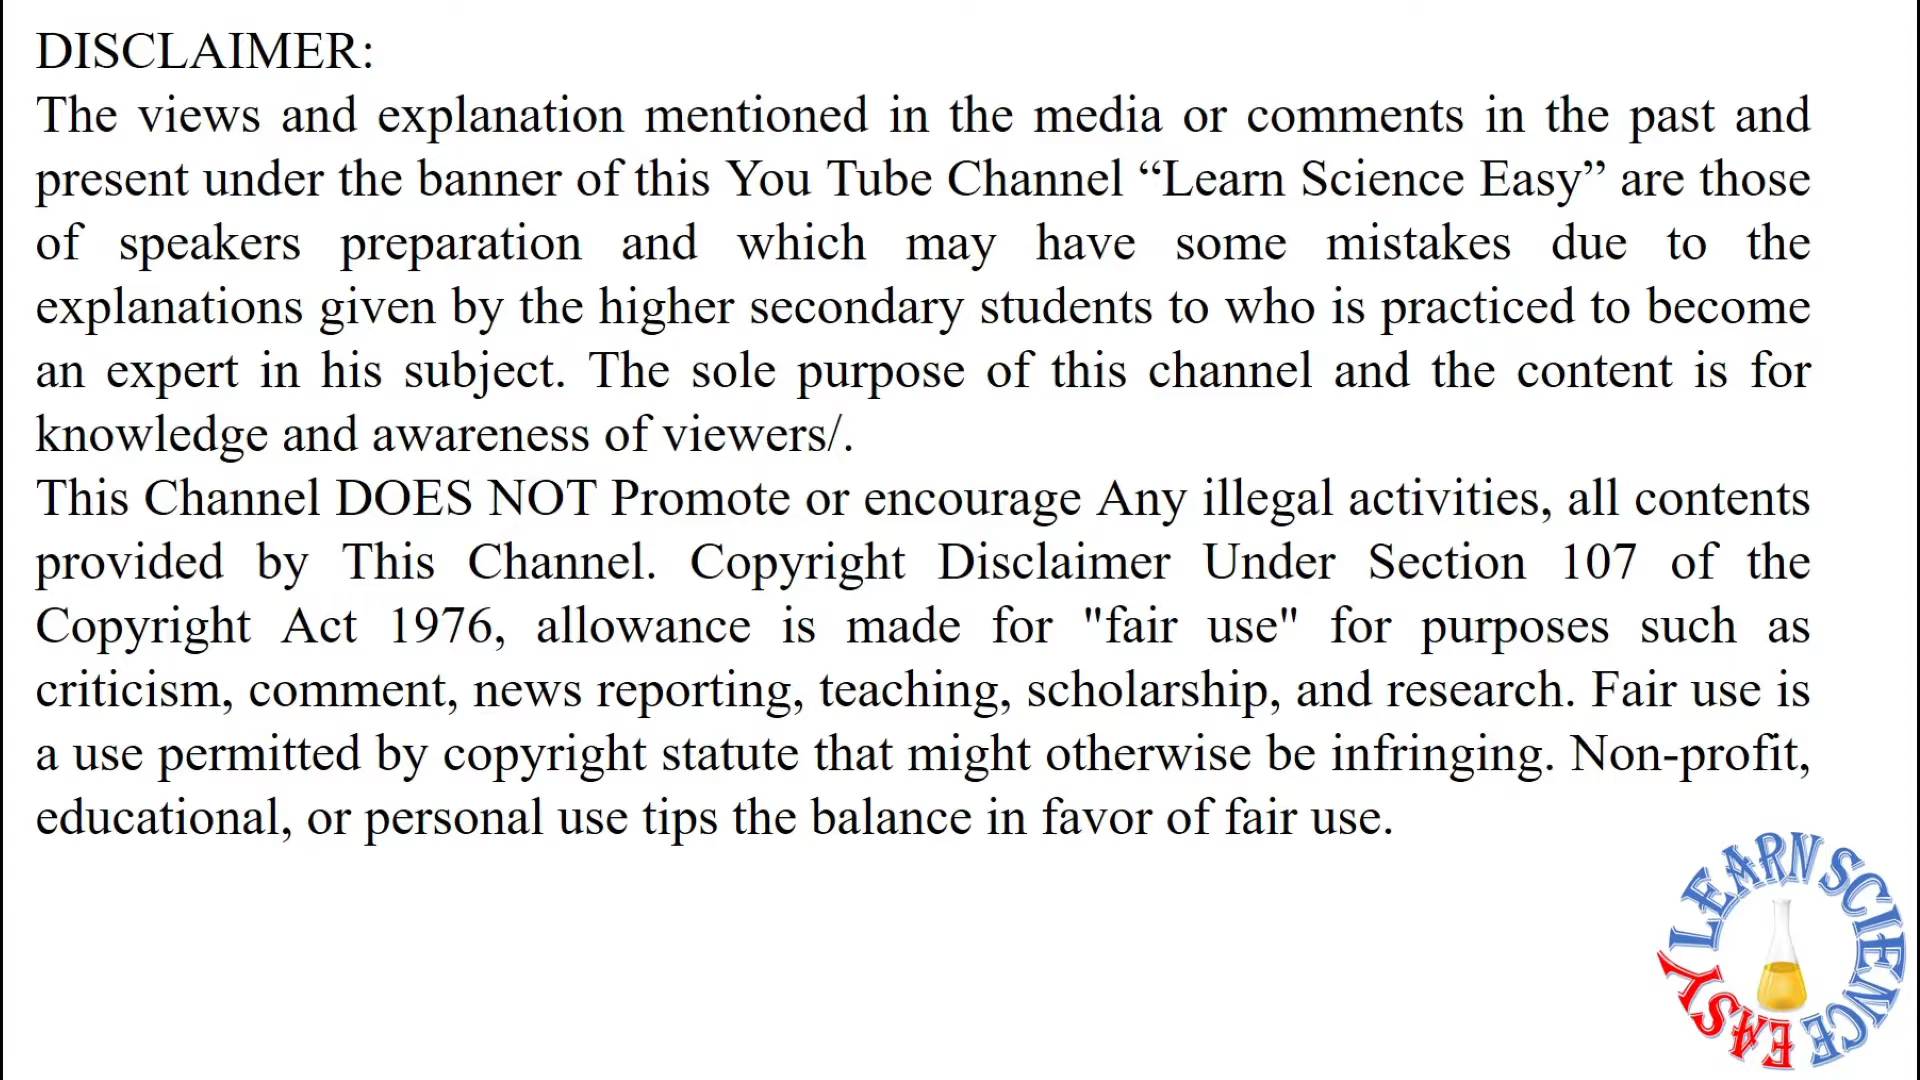 DISCLAIMER:
The views and explanation mentioned in the media or comments in the past and
present under the banner of this You Tube Channel “Learn Science Easy” are those
of speakers preparation and which may have some mistakes due to the
explanations given by the higher secondary students to who is practiced to become
an expert in his subject. The sole purpose of this channel and the content is for
knowledge and awareness of viewers/.
This Channel DOES NOT Promote or encourage Any illegal activities, all contents
provided by This Channel. Copyright Disclaimer Under Section 107 of the
Copyright Act 1976, allowance is made for "fair use" for purposes such as
criticism, comment, news reporting, teaching, scholarship, and research. Fair use is
a use permitted by copyright statute that might otherwise be infringing. Non-profit,
educational, or personal use tips the balance in favor of fair use.
LEARN SCIENCE EASY